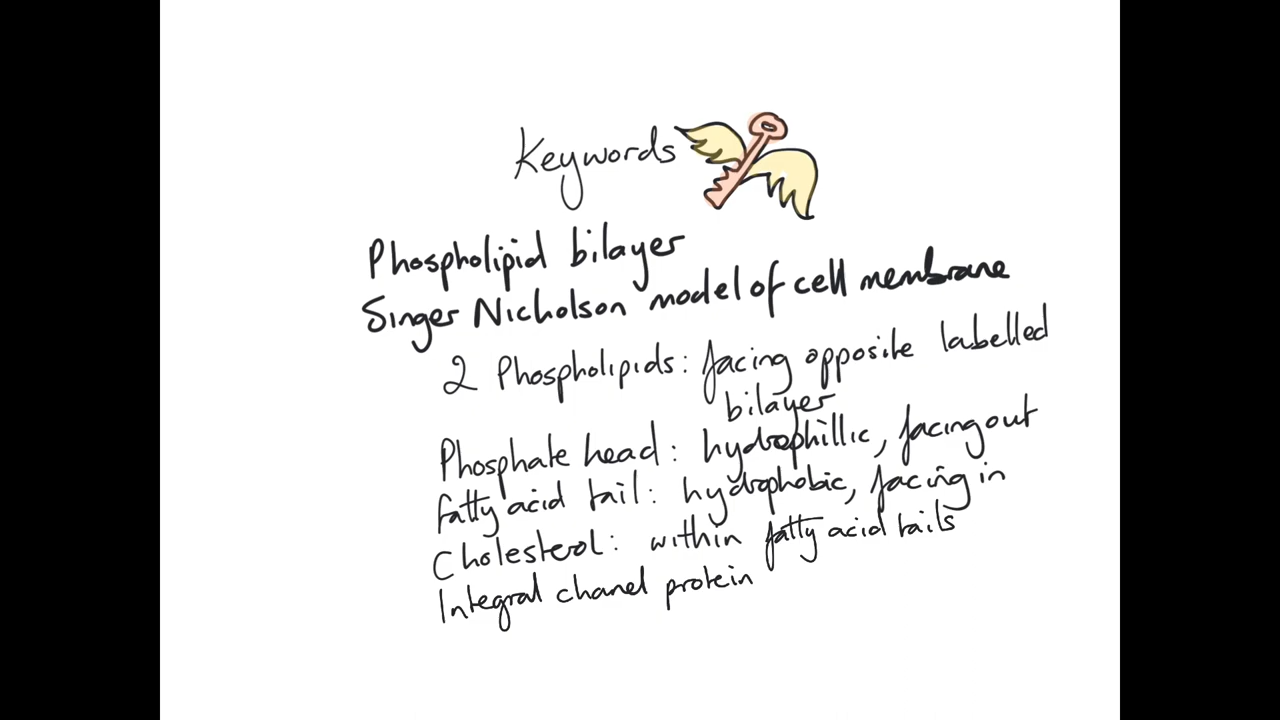 Keywords
Phospholipid bilayer
Singer Nicholson model of cell membrane
2 Phospholipids: facing opposite labelled
bilayer
Phosphate head: hydrophillic, facing out
fatty acid tail: hydrophobic, facing in
Cholesterol: within fatty acid tails
Integral chanel protein